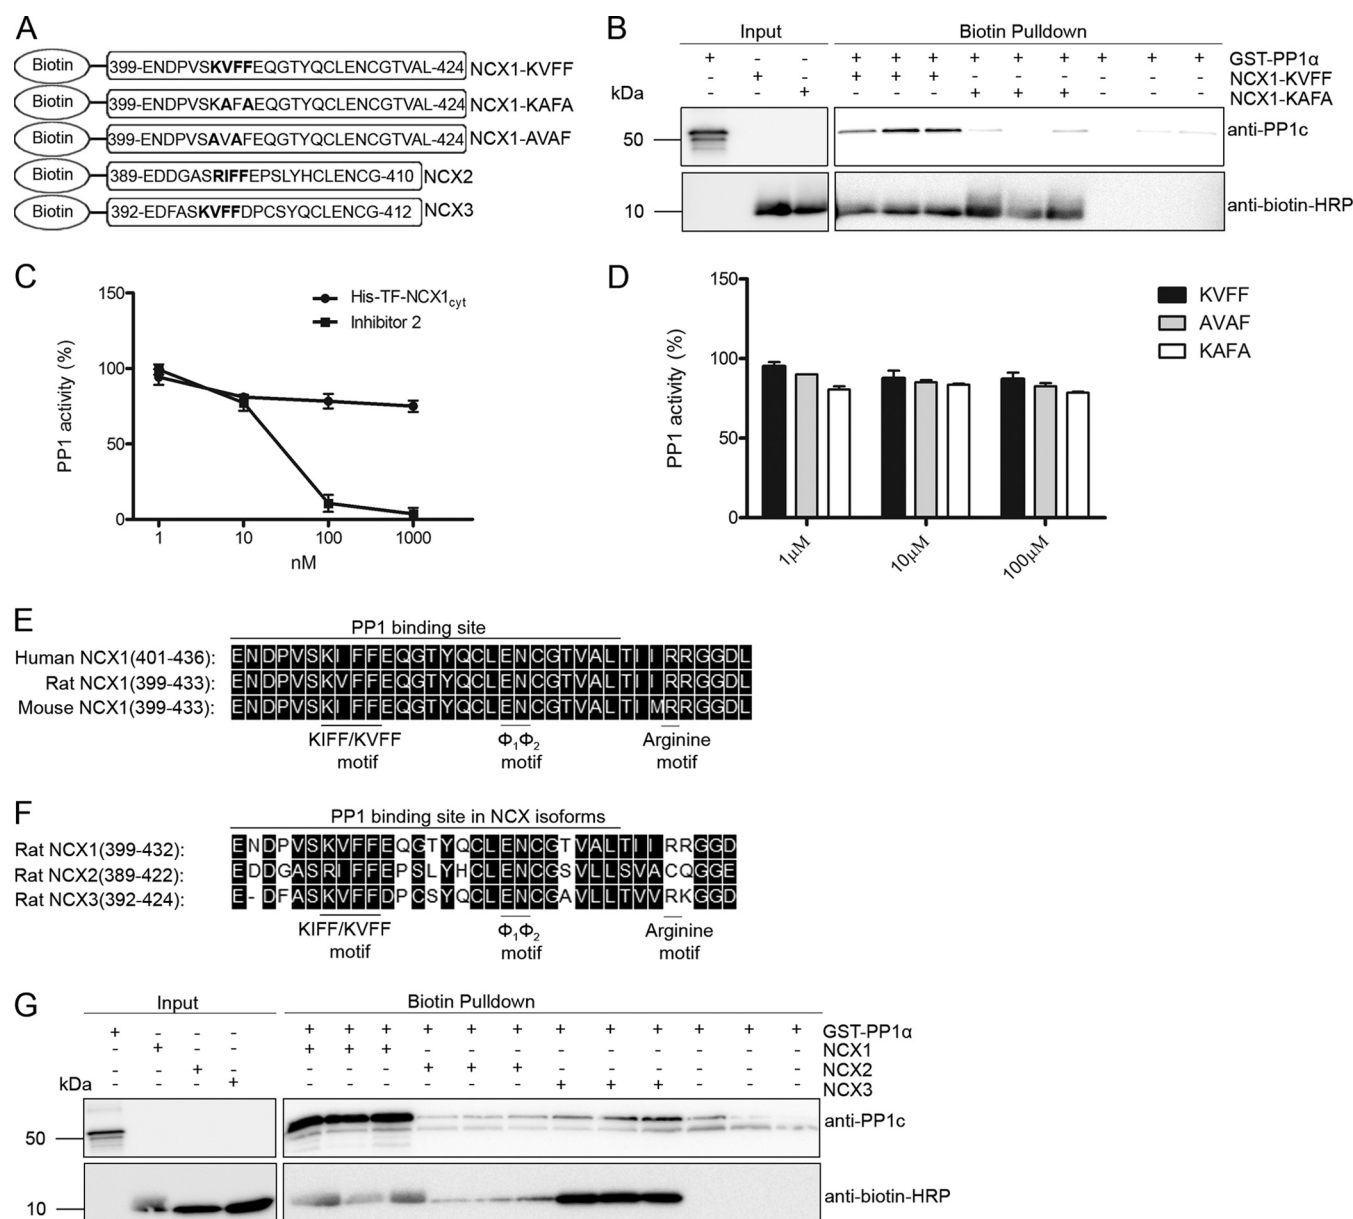 A
Biotin 399-ENDPVSKVFFEQGTYQCLENCGTVAL-424 NCX1-KVFF
Biotin 399-ENDPVSKAFAEQGTYQCLENCGTVAL-424 NCX1-KAFA
Biotin 399-ENDPVSAVAFEQGTYQCLENCGTVAL-424 NCX1-AVAF
Biotin 389-EDDGASRIFFEPSLYHCLENCG-410 NCX2
Biotin 392-EDFASKVFFDPCSYQCLENCG-412 NCX3
B
Input Biotin Pulldown
+ - - + + + + + + + + + GST-PP1α
- + - + + + - - - - - - NCX1-KVFF
- - + - - - + + + - - - NCX1-KAFA
kDa
50 anti-PP1c
10 anti-biotin-HRP
C
PP1 activity (%)
150
100
50
0
1 10 100 1000
nM
His-TF-NCX1cyt
Inhibitor 2
D
PP1 activity (%)
150
100
50
0
1μM 10μM 100μM
KVFF
AVAF
KAFA
E
PP1 binding site
Human NCX1(401-436): ENDPVSKIFFEQGTYQCLENCGTVALTIIRRGGDL
Rat NCX1(399-433): ENDPVSKVFFEQGTYQCLENCGTVALTIIRRGGDL
Mouse NCX1(399-433): ENDPVSKIFFEQGTYQCLENCGTVALTIMRRGGDL
KIFF/KVFF motif
Φ1Φ2 motif
Arginine motif
F
PP1 binding site in NCX isoforms
Rat NCX1(399-432): ENDPVSKVFFEQGTYQCLENCGTVALTIIRRGGD
Rat NCX2(389-422): EDDGASRIFFEPSLYHCLENCGSVLLSVACQGGE
Rat NCX3(392-424): E-DFASKVFFDPCSYQCLENCGAVLLTVVRKGGD
KIFF/KVFF motif
Φ1Φ2 motif
Arginine motif
G
Input Biotin Pulldown
+ - - - + + + + + + + + + + + + GST-PP1α
- + - - + + + - - - - - - - - - NCX1
- - + - - - - + + + - - - - - - NCX2
- - - + - - - - - - + + + - - - NCX3
kDa
50 anti-PP1c
10 anti-biotin-HRP